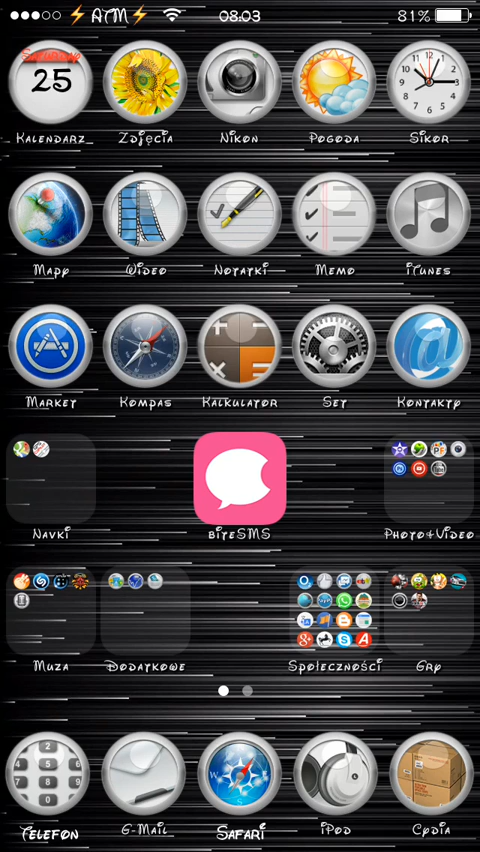 ATM 08.03 81%
Saturday
25
Kalendarz Zdjęcia Nikon Pogoda Sikor
Mapy Wideo Notatki Memo iTunes
Market Kompas Kalkulator Set Kontakty
Navki biteSMS Photo+Video
Muza Dodatkowe Społeczności Gry
Telefon G-Mail Safari iPod Cydia